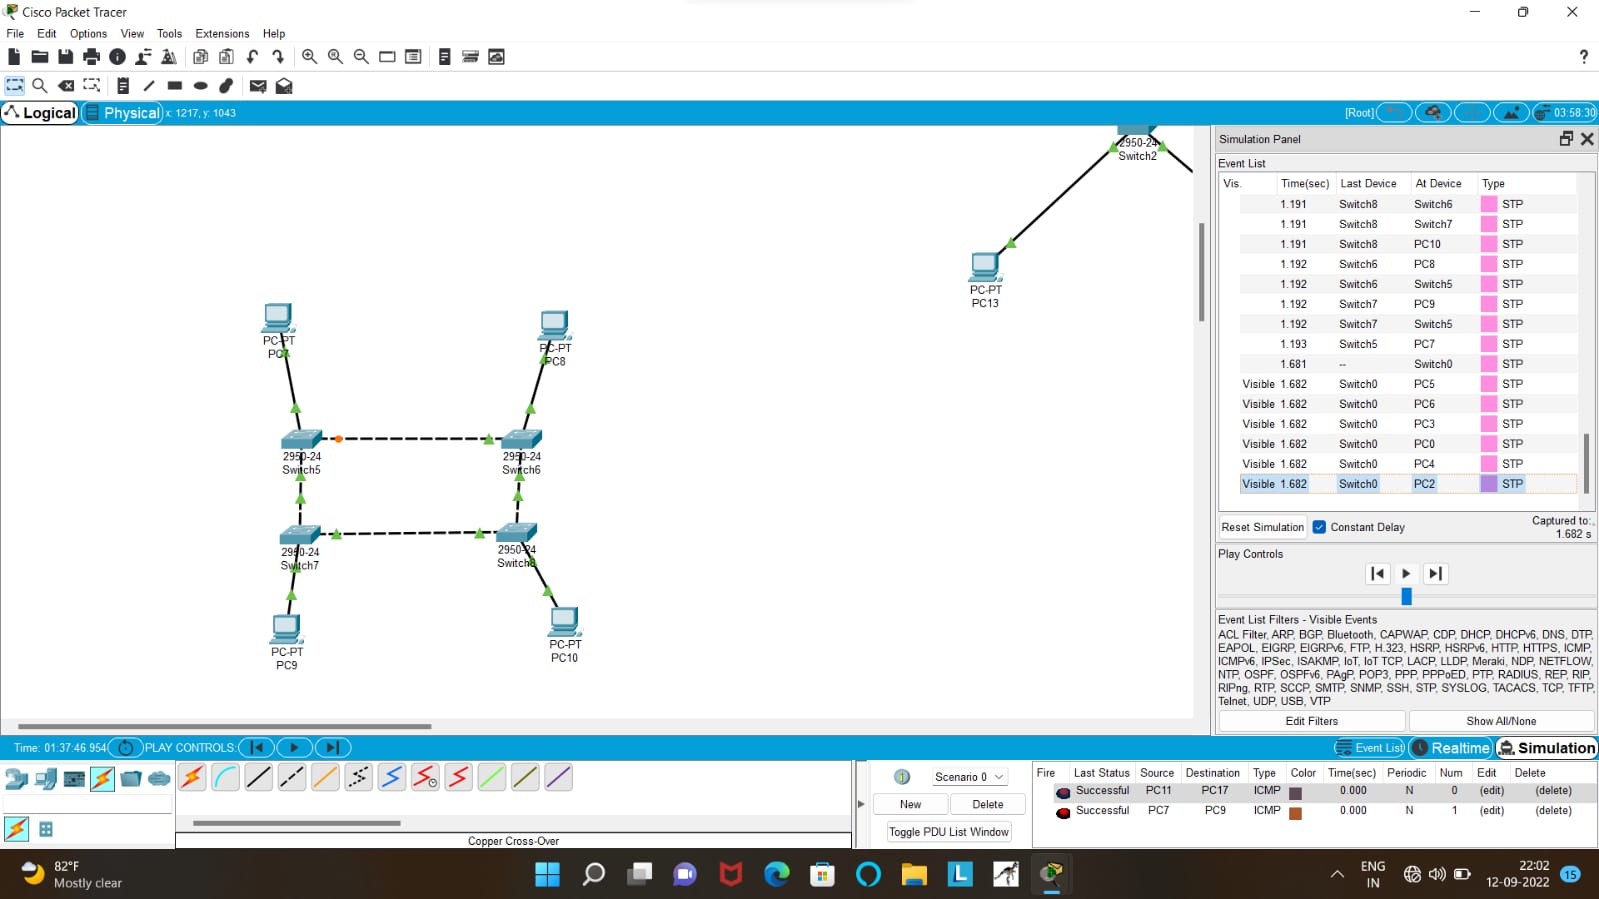 Cisco Packet Tracer
File Edit Options View Tools Extensions Help
?
Logical Physical x: 1217, y: 1043 [Root] 03:58:30
2950-24
Switch2
PC-PT
PC13
PC-PT
PC7
PC-PT
PC8
2950-24
Switch5
2950-24
Switch6
2950-24
Switch7
2950-24
Switch8
PC-PT
PC9
PC-PT
PC10
Simulation Panel
Event List
Vis. Time(sec) Last Device At Device Type
1.191 Switch8 Switch6 STP
1.191 Switch8 Switch7 STP
1.191 Switch8 PC10 STP
1.192 Switch6 PC8 STP
1.192 Switch6 Switch5 STP
1.192 Switch7 PC9 STP
1.192 Switch7 Switch5 STP
1.193 Switch5 PC7 STP
1.681 -- Switch0 STP
Visible 1.682 Switch0 PC5 STP
Visible 1.682 Switch0 PC6 STP
Visible 1.682 Switch0 PC3 STP
Visible 1.682 Switch0 PC0 STP
Visible 1.682 Switch0 PC4 STP
Visible 1.682 Switch0 PC2 STP
Reset Simulation Constant Delay Captured to:
1.682 s
Play Controls
Event List Filters - Visible Events
ACL Filter, ARP, BGP, Bluetooth, CAPWAP, CDP, DHCP, DHCPv6, DNS, DTP,
EAPOL, EIGRP, EIGRPv6, FTP, H.323, HSRP, HSRPv6, HTTP, HTTPS, ICMP,
ICMPv6, IPSec, ISAKMP, IoT, IoT TCP, LACP, LLDP, Meraki, NDP, NETFLOW,
NTP, OSPF, OSPFv6, PAgP, POP3, PPP, PPPoED, PTP, RADIUS, REP, RIP,
RIPng, RTP, SCCP, SMTP, SNMP, SSH, STP, SYSLOG, TACACS, TCP, TFTP,
Telnet, UDP, USB, VTP
Edit Filters Show All/None
Time: 01:37:46.954 PLAY CONTROLS: Event List Realtime Simulation
Copper Cross-Over
Scenario 0
New Delete
Toggle PDU List Window
Fire Last Status Source Destination Type Color Time(sec) Periodic Num Edit Delete
Successful PC11 PC17 ICMP 0.000 N 0 (edit) (delete)
Successful PC7 PC9 ICMP 0.000 N 1 (edit) (delete)
82°F
Mostly clear
L
ENG
IN
22:02
12-09-2022
15